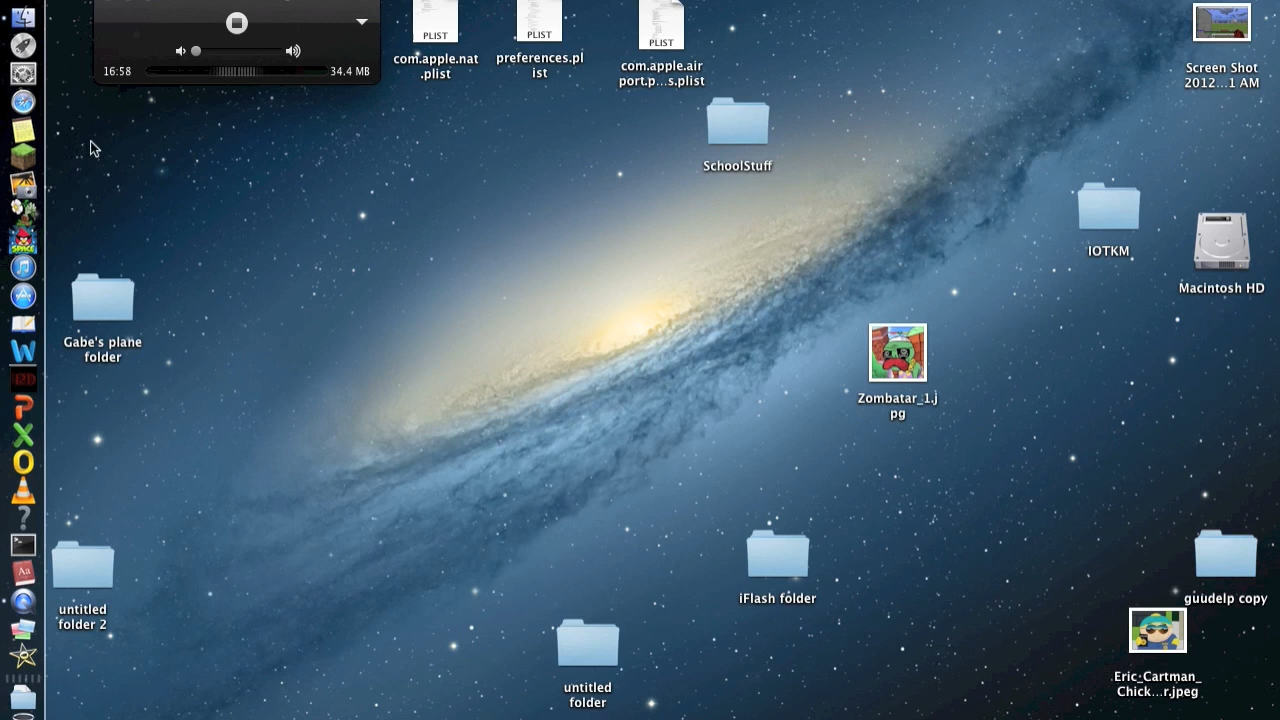 16:58
34.4 MB
PLIST
com.apple.nat
.plist
PLIST
preferences.pl
ist
PLIST
com.apple.air
port.p...s.plist
Screen Shot
2012...1 AM
SchoolStuff
IOTKM
Macintosh HD
Gabe's plane
folder
Zombatar_1.j
pg
untitled
folder 2
iFlash folder
guudelp copy
untitled
folder
Eric_Cartman_
Chick...r.jpeg
SPACE
Aa